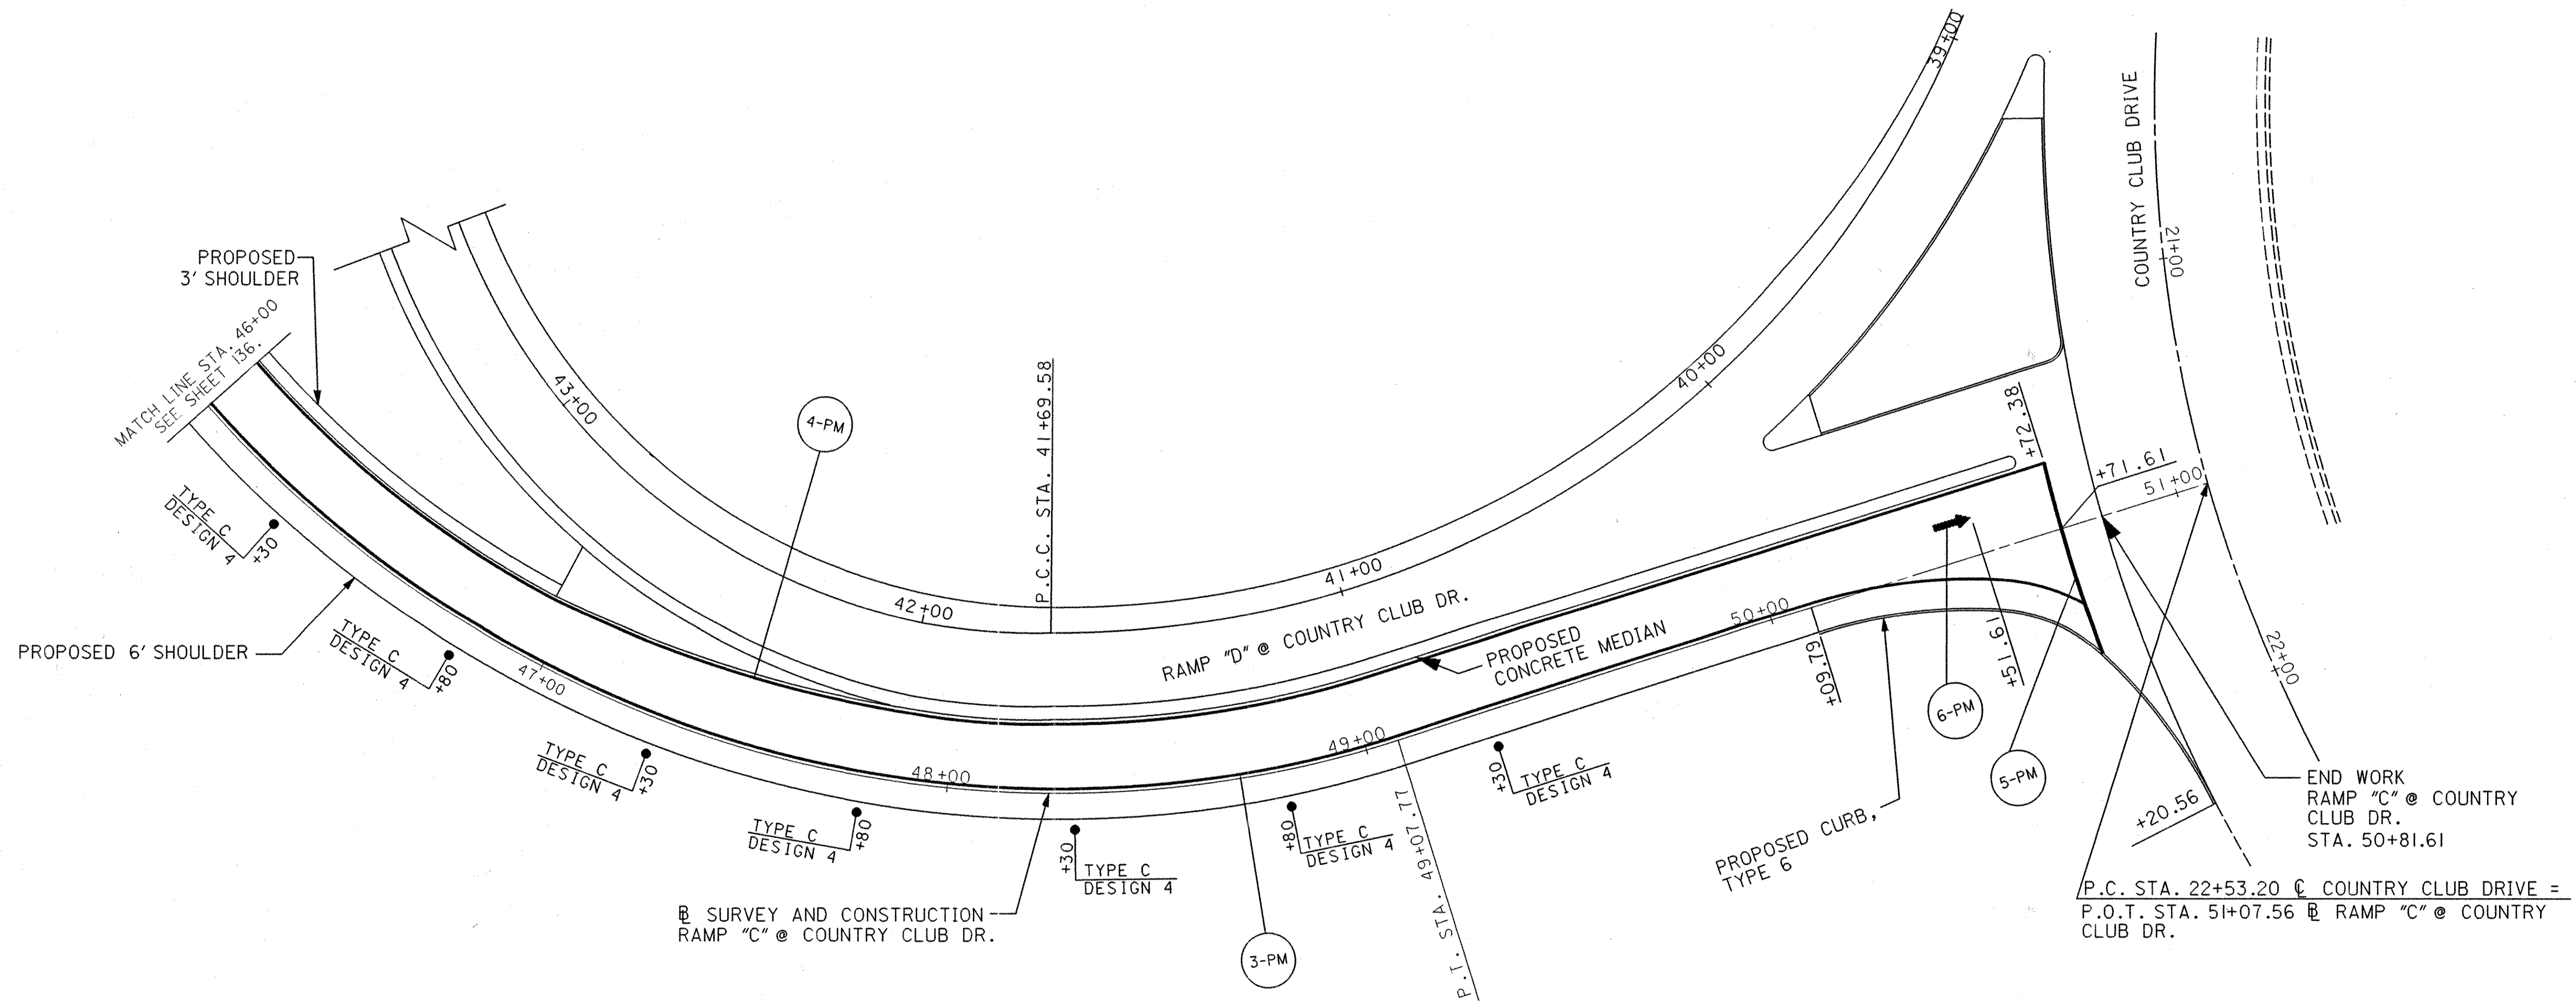 39+00
COUNTRY CLUB DRIVE
21+00
PROPOSED
3' SHOULDER
MATCH LINE STA. 46+00
SEE SHEET 136.
43+00
4-PM
P.C.C. STA. 41+69.58
40+00
+72.38
+71.61
51+00
TYPE C
DESIGN 4
+30
42+00
41+00
RAMP "D" @ COUNTRY CLUB DR.
PROPOSED
CONCRETE MEDIAN
50+00
+09.79
+51.61
22+00
PROPOSED 6' SHOULDER
TYPE C
DESIGN 4
+80
47+00
6-PM
5-PM
TYPE C
DESIGN 4
+30
48+00
49+00
TYPE C
DESIGN 4
+80
TYPE C
DESIGN 4
+30
TYPE C
DESIGN 4
+80
TYPE C
DESIGN 4
+30
P.T. STA. 49+07.77
PROPOSED CURB,
TYPE 6
+20.56
END WORK
RAMP "C" @ COUNTRY
CLUB DR.
STA. 50+81.61
P.C. STA. 22+53.20 ℄ COUNTRY CLUB DRIVE =
P.O.T. STA. 51+07.56 BL RAMP "C" @ COUNTRY
CLUB DR.
BL SURVEY AND CONSTRUCTION
RAMP "C" @ COUNTRY CLUB DR.
3-PM